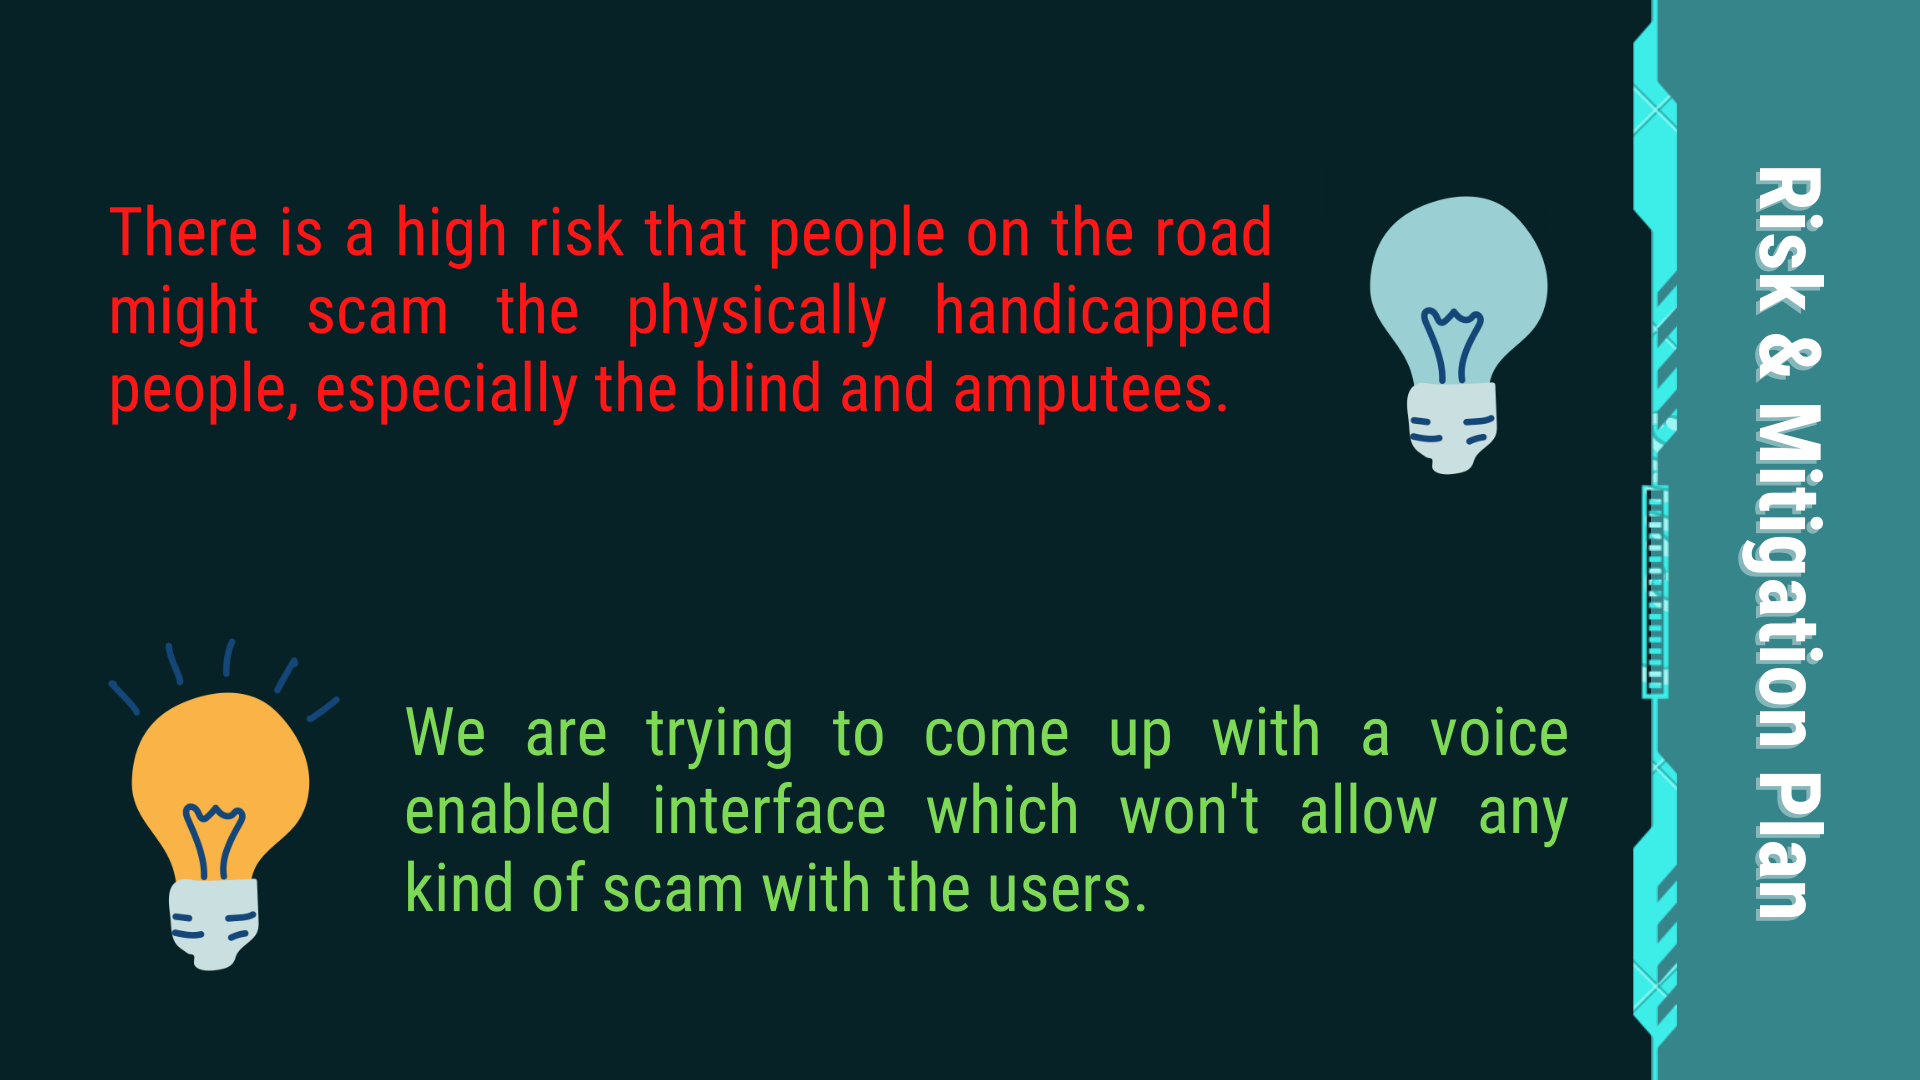 There is a high risk that people on the road
might scam the physically handicapped
people, especially the blind and amputees.
We are trying to come up with a voice
enabled interface which won't allow any
kind of scam with the users.
Risk & Mitigation Plan